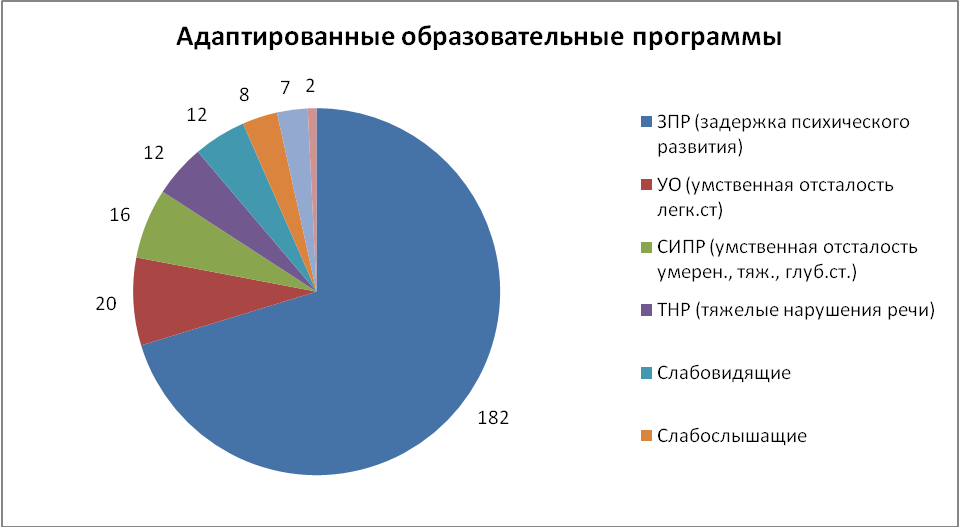 Адаптированные образовательные программы
2
7
8
12
12
16
20
182
ЗПР (задержка психического
развития)
УО (умственная отсталость
легк.ст)
СИПР (умственная отсталость
умерен., тяж., глуб.ст.)
ТНР (тяжелые нарушения речи)
Слабовидящие
Слабослышащие